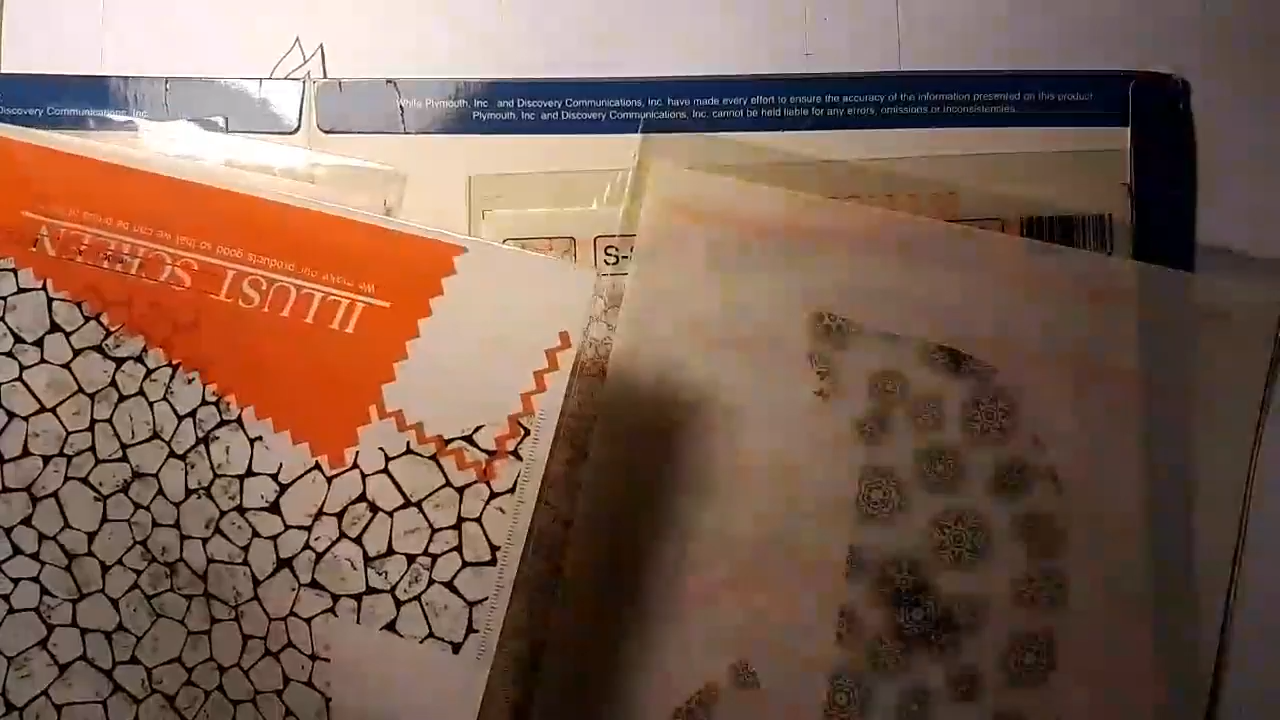 While Plymouth, Inc. and Discovery Communications, Inc. have made every effort to ensure the accuracy of the information presented on this product.
Discovery Communications, Inc.
Plymouth, Inc. and Discovery Communications, Inc. cannot be held liable for any errors, omissions or inconsistencies.
S-
ILLUST SCREEN
We make our products good so that we can be proud of